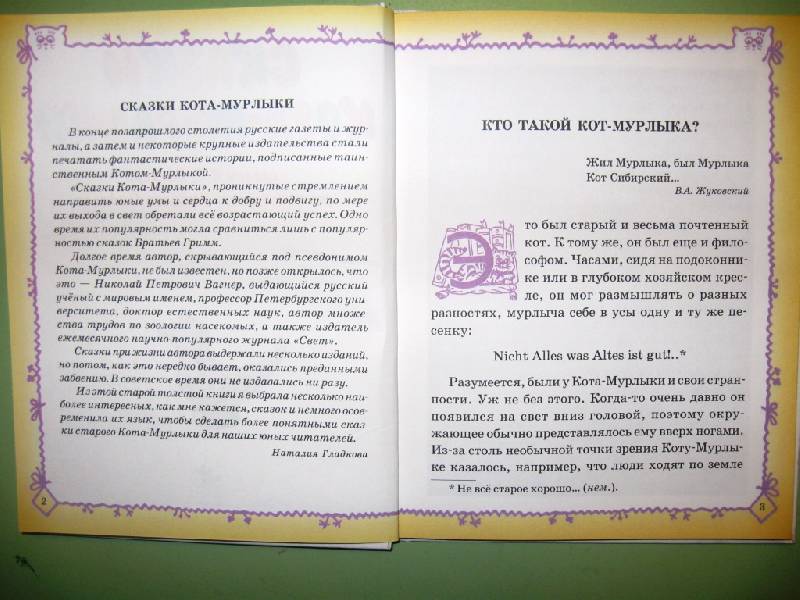 СКАЗКИ КОТА-МУРЛЫКИ
В конце позапрошлого столетия русские газеты и жур-
налы, а затем и некоторые крупные издательства стали
печатать фантастические истории, подписанные таин-
ственным Котом-Мурлыкой.
«Сказки Кота-Мурлыки», проникнутые стремлением
направить юные умы и сердца к добру и подвигу, по мере
их выхода в свет обретали всё возрастающий успех. Одно
время их популярность могла сравниться лишь с популяр-
ностью сказок Братьев Гримм.
Долгое время автор, скрывающийся под псевдонимом
Кота-Мурлыки, не был известен, но позже открылось, что
это — Николай Петрович Вагнер, выдающийся русский
учёный с мировым именем, профессор Петербургского уни
верситета, доктор естественных наук, автор множе
ства трудов по зоологии насекомых, а также издатель
ежемесячного научно-популярного журнала «Свет».
Сказки при жизни автора выдержали несколько изданий,
но потом, как это нередко бывает, оказались преданными
забвению. В советское время они не издавались ни разу.
Из этой старой толстой книги я выбрала несколько наи-
более интересных, как мне кажется, сказок и немного осов-
ременила их язык, чтобы сделать более понятными сказ
ки старого Кота-Мурлыки для наших юных читателей.
Наталия Гладкова
2
КТО ТАКОЙ КОТ-МУРЛЫКА?
Жил Мурлыка, был Мурлыка
Кот Сибирский...
В.А. Жуковский
Это был старый и весьма почтенный
кот. К тому же, он был еще и фило-
софом. Часами, сидя на подоконни-
ке или в глубоком хозяйском крес-
ле, он мог размышлять о разных
разностях, мурлыча себе в усы одну и ту же пе-
сенку:
Nicht Alles was Altes ist gut!..*
Разумеется, были у Кота-Мурлыки и свои стран-
ности. Уж не без этого. Когда-то очень давно он
появился на свет вниз головой, поэтому окру-
жающее обычно представлялось ему вверх ногами.
Из-за столь необычной точки зрения Коту-Мурлы-
ке казалось, например, что люди ходят по земле
* Не всё старое хорошо... (нем.).
3